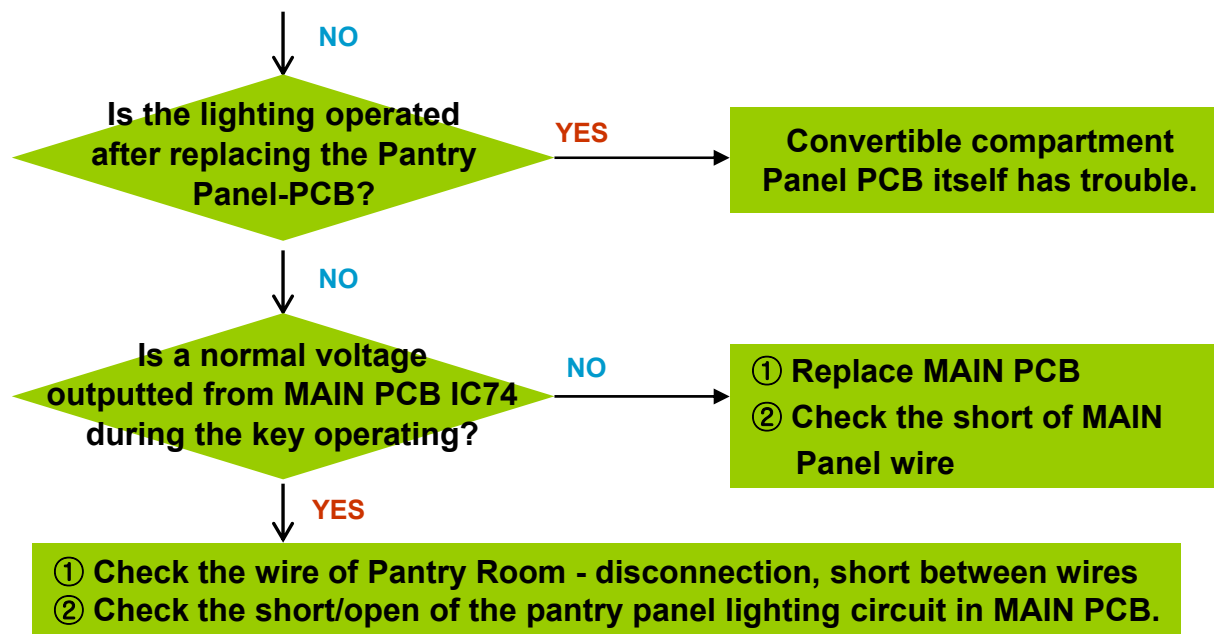 NO
Is the lighting operated
after replacing the Pantry
Panel-PCB?
YES
Convertible compartment
Panel PCB itself has trouble.
NO
Is a normal voltage
outputted from MAIN PCB IC74
during the key operating?
NO
① Replace MAIN PCB
② Check the short of MAIN
Panel wire
YES
① Check the wire of Pantry Room - disconnection, short between wires
② Check the short/open of the pantry panel lighting circuit in MAIN PCB.